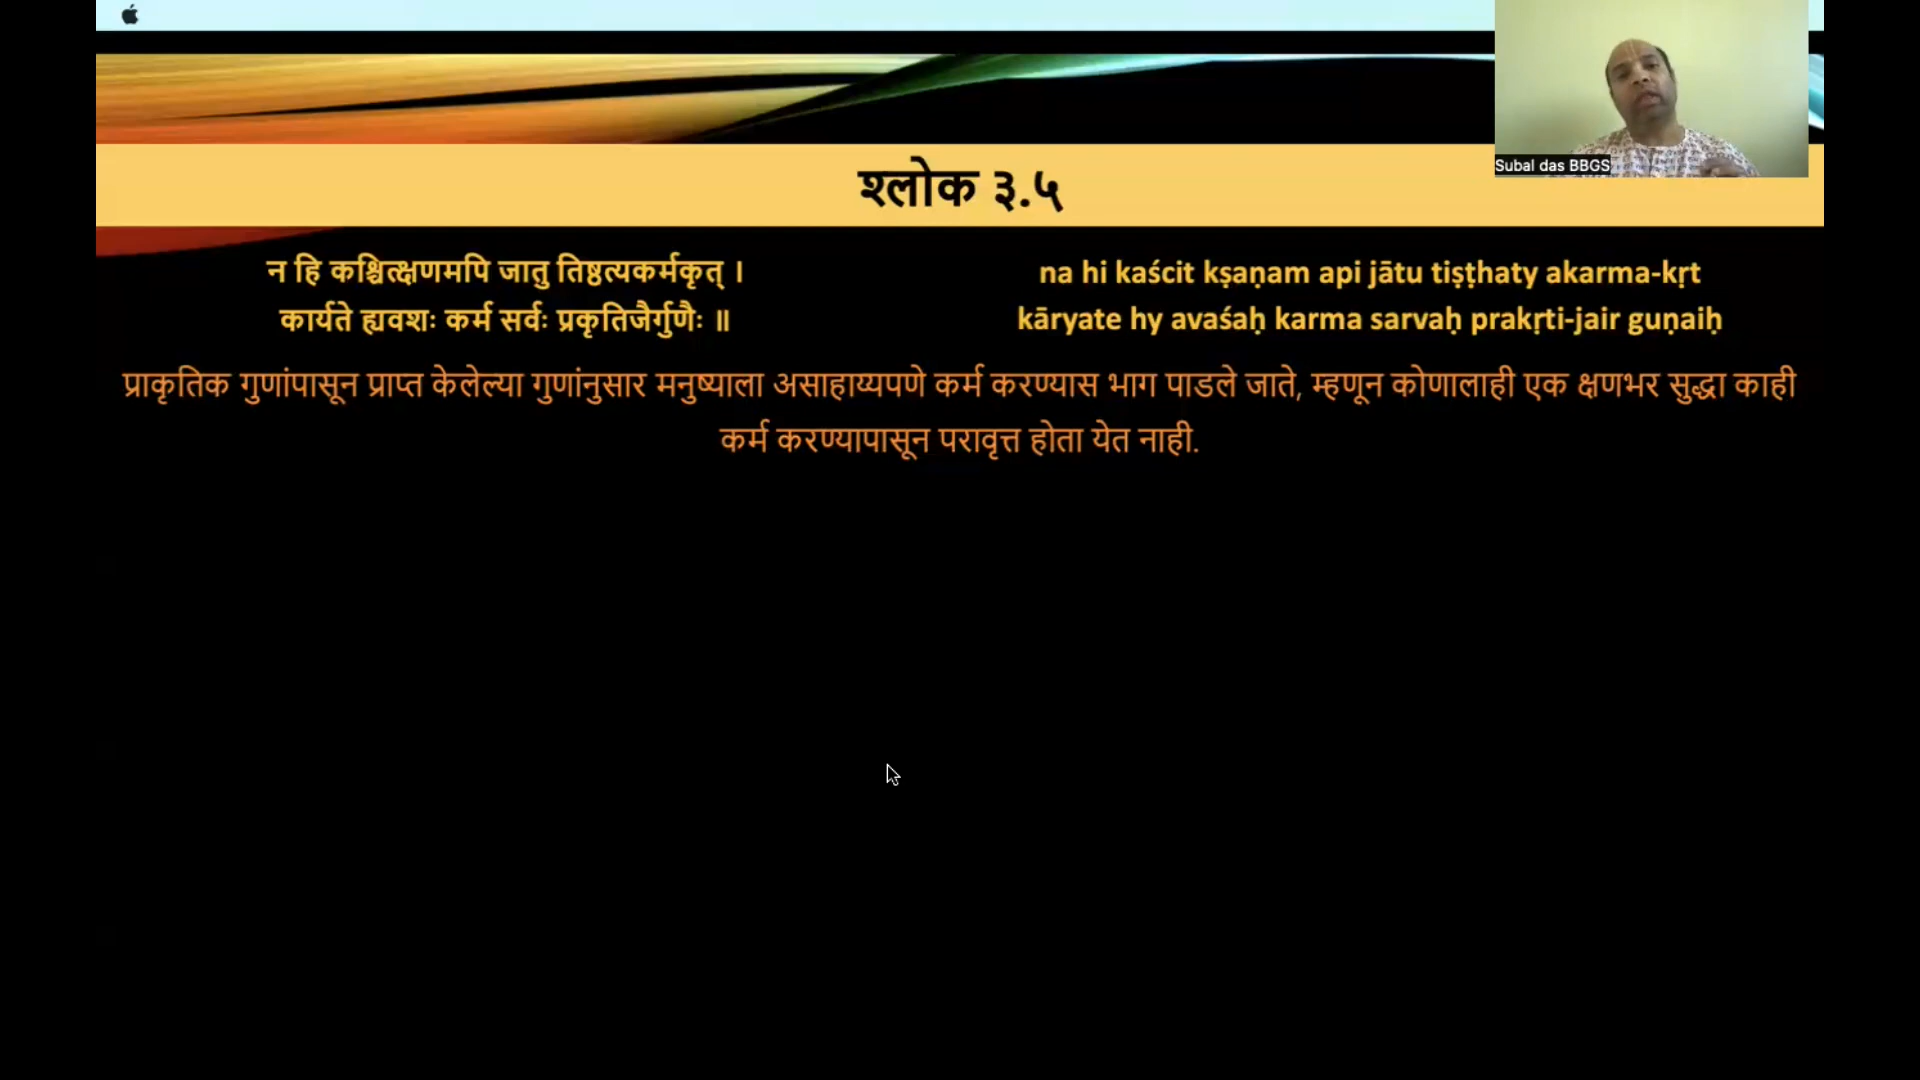 Subal das BBGS
श्लोक ३.५
न हि कश्चित्क्षणमपि जातु तिष्ठत्यकर्मकृत् ।
कार्यते ह्यवशः कर्म सर्वः प्रकृतिजैर्गुणैः ॥
na hi kaścit kṣaṇam api jātu tiṣṭhaty akarma-kṛt
kāryate hy avaśaḥ karma sarvaḥ prakṛti-jair guṇaiḥ
प्राकृतिक गुणांपासून प्राप्त केलेल्या गुणांनुसार मनुष्याला असाहाय्यपणे कर्म करण्यास भाग पाडले जाते, म्हणून कोणालाही एक क्षणभर सुद्धा काही
कर्म करण्यापासून परावृत्त होता येत नाही.